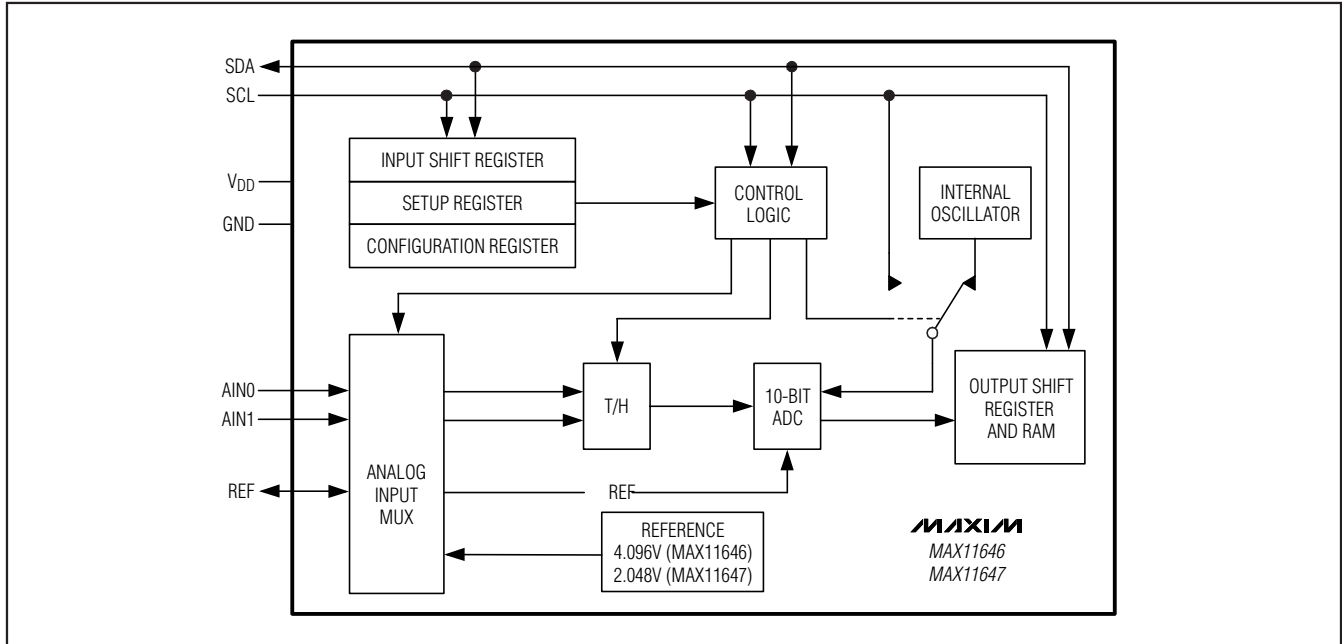 SDA
SCL
VDD
GND
INPUT SHIFT REGISTER
SETUP REGISTER
CONFIGURATION REGISTER
CONTROL
LOGIC
INTERNAL
OSCILLATOR
AIN0
AIN1
REF
ANALOG
INPUT
MUX
T/H
10-BIT
ADC
OUTPUT SHIFT
REGISTER
AND RAM
REF
REFERENCE
4.096V (MAX11646)
2.048V (MAX11647)
MAXIM
MAX11646
MAX11647